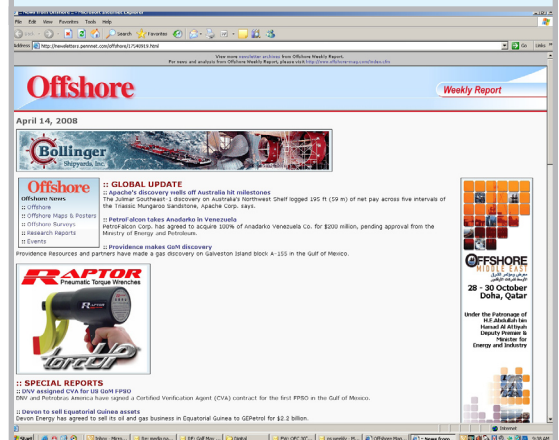 File Edit View Favorites Tools Help
Search Favorites
Address http://newsletters.pennnet.com/offshore/17140919.html Go Links
View more newsletter archives from Offshore Weekly Report.
For news and analysis from Offshore Weekly Report, please visit http://www.offshore-mag.com/index.cfm
Offshore
Weekly Report
April 14, 2008
Bollinger
Shipyards, Inc.
Offshore
Offshore News
:: Offshore
:: Offshore Maps & Posters
:: Offshore Surveys
:: Research Reports
:: Events
:: GLOBAL UPDATE
:: Apache's discovery wells off Australia hit milestones
The Julimar Southeast-1 discovery on Australia's Northwest Shelf logged 195 ft (59 m) of net pay across five intervals of
the Triassic Mungaroo Sandstone, Apache Corp. says.
:: PetroFalcon takes Anadarko in Venezuela
PetroFalcon Corp. has agreed to acquire 100% of Anadarko Venezuela Co. for $200 million, pending approval from the
Ministry of Energy and Petroleum.
:: Providence makes GoM discovery
Providence Resources and partners have made a gas discovery on Galveston Island block A-155 in the Gulf of Mexico.
RAPTOR
Pneumatic Torque Wrenches
RAPTOR
torcUP
OFFSHORE
MIDDLE EAST
28 - 30 October
Doha, Qatar
Under the Patronage of
H.E. Abdullah bin
Hamad Al Attiyah
Deputy Premier &
Minister for
Energy and Industry
:: SPECIAL REPORTS
:: DNV assigned CVA for US GoM FPSO
DNV and Petrobras America have signed a Certified Verification Agent (CVA) contract for the first FPSO in the Gulf of Mexico.
:: Devon to sell Equatorial Guinea assets
Devon Energy has agreed to sell its oil and gas business in Equatorial Guinea to GEPetrol for $2.2 billion.
Internet
Start